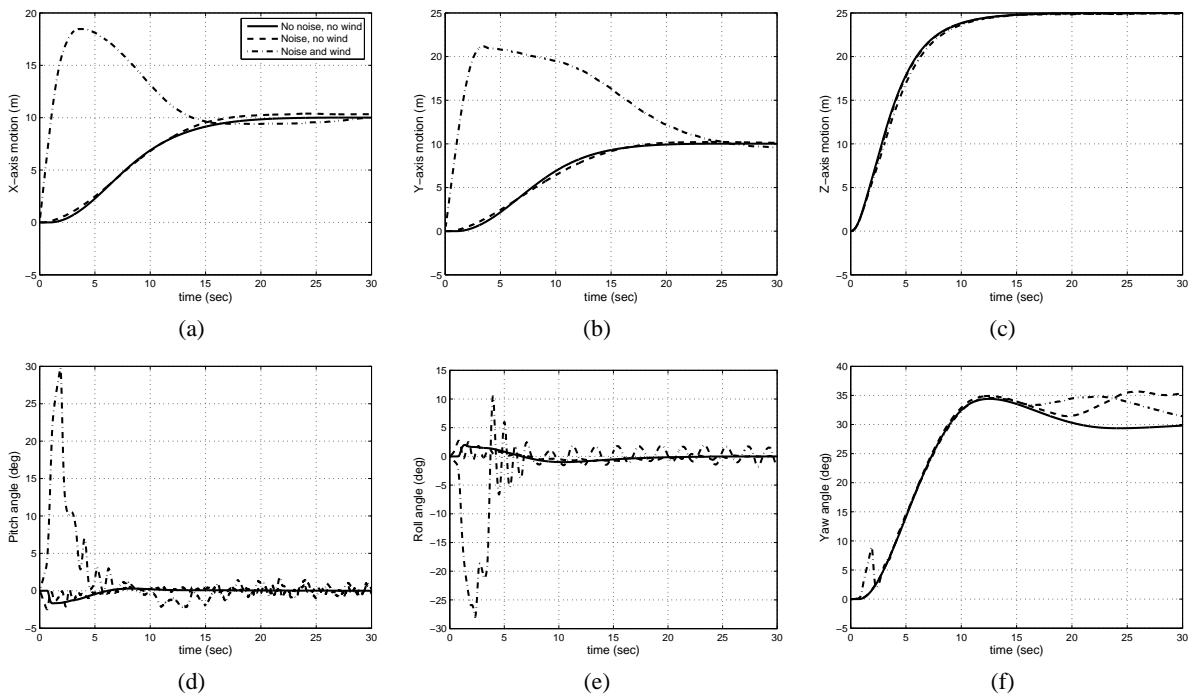 20
15
10
5
0
−5
0 5 10 15 20 25 30
X−axis motion (m)
time (sec)
No noise, no wind
Noise, no wind
Noise and wind
(a)
25
20
15
10
5
0
−5
0 5 10 15 20 25 30
Y−axis motion (m)
time (sec)
(b)
25
20
15
10
5
0
−5
0 5 10 15 20 25 30
Z−axis motion (m)
time (sec)
(c)
30
25
20
15
10
5
0
−5
0 5 10 15 20 25 30
Pitch angle (deg)
time (sec)
(d)
15
10
5
0
−5
−10
−15
−20
−25
−30
0 5 10 15 20 25 30
Roll angle (deg)
time (sec)
(e)
40
35
30
25
20
15
10
5
0
−5
0 5 10 15 20 25 30
Yaw angle (deg)
time (sec)
(f)